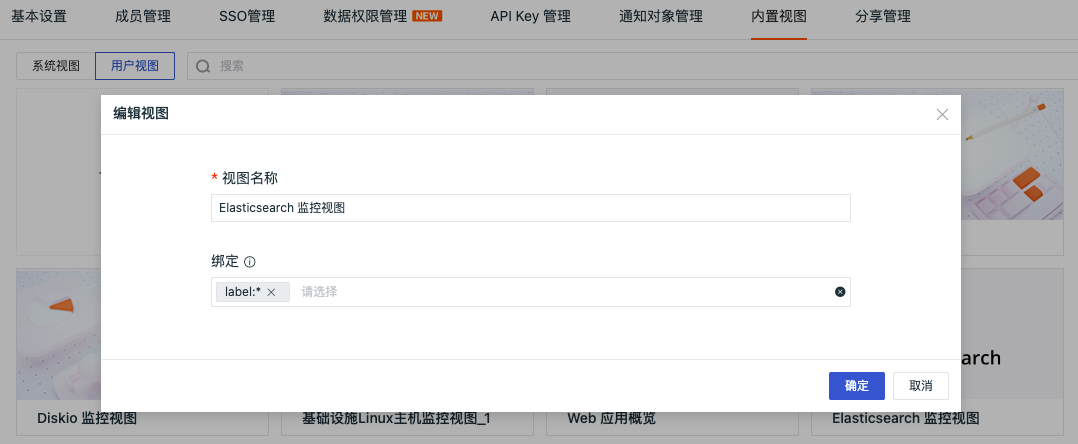 基本设置 成员管理 SSO管理 数据权限管理 NEW API Key 管理 通知对象管理 内置视图 分享管理
系统视图 用户视图 搜索
编辑视图
* 视图名称
Elasticsearch 监控视图
绑定
label:* 请选择
arch
确定 取消
Diskio 监控视图 基础设施Linux主机监控视图_1 Web 应用概览 Elasticsearch 监控视图